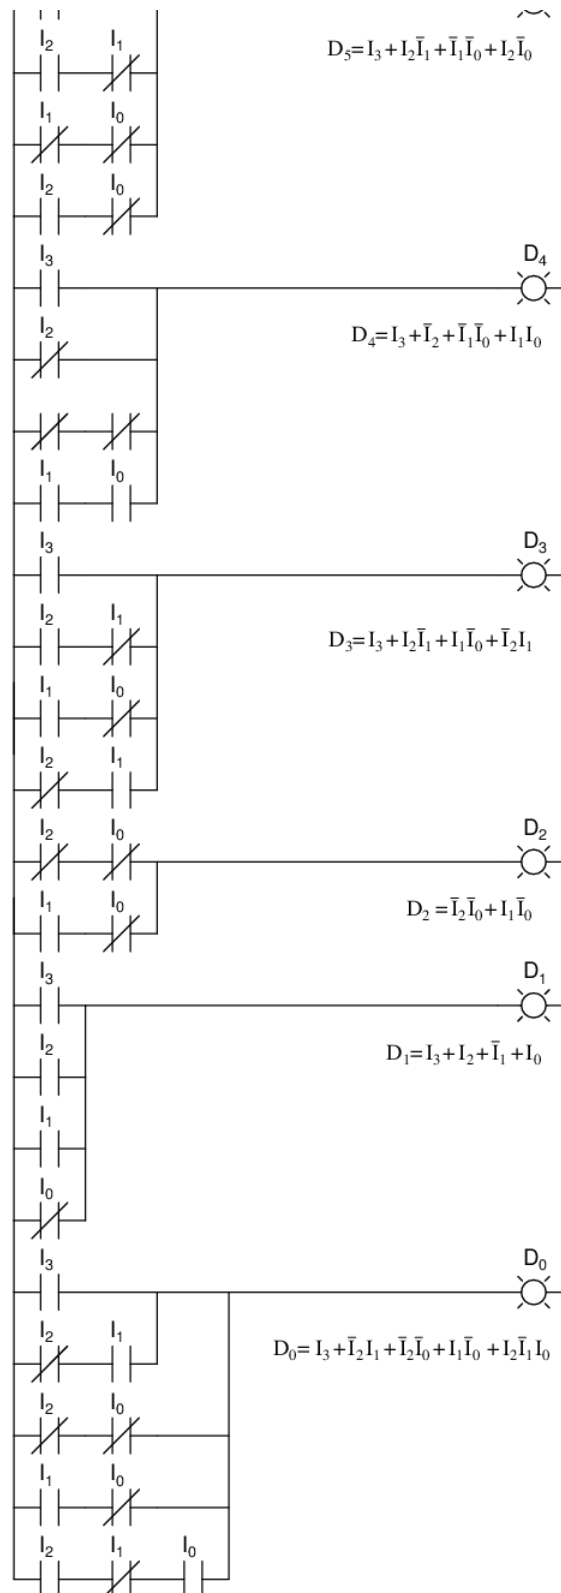 I₂ I₁
D₅=I₃+I₂Ī₁+Ī₁Ī₀+I₂Ī₀
I₁ I₀
I₂ I₀
I₃ D₄
I₂
D₄=I₃+Ī₂+Ī₁Ī₀+I₁I₀
I₁ I₀
I₃ D₃
I₂ I₁
D₃=I₃+I₂Ī₁+I₁Ī₀+Ī₂I₁
I₁ I₀
I₂ I₁
I₂ I₀ D₂
I₁ I₀
D₂ =Ī₂Ī₀+I₁Ī₀
I₃ D₁
I₂
D₁=I₃+I₂+Ī₁+I₀
I₁
I₀
I₃ D₀
I₂ I₁
D₀= I₃+Ī₂I₁+Ī₂Ī₀+I₁Ī₀ +I₂Ī₁I₀
I₂ I₀
I₁ I₀
I₂ I₁ I₀